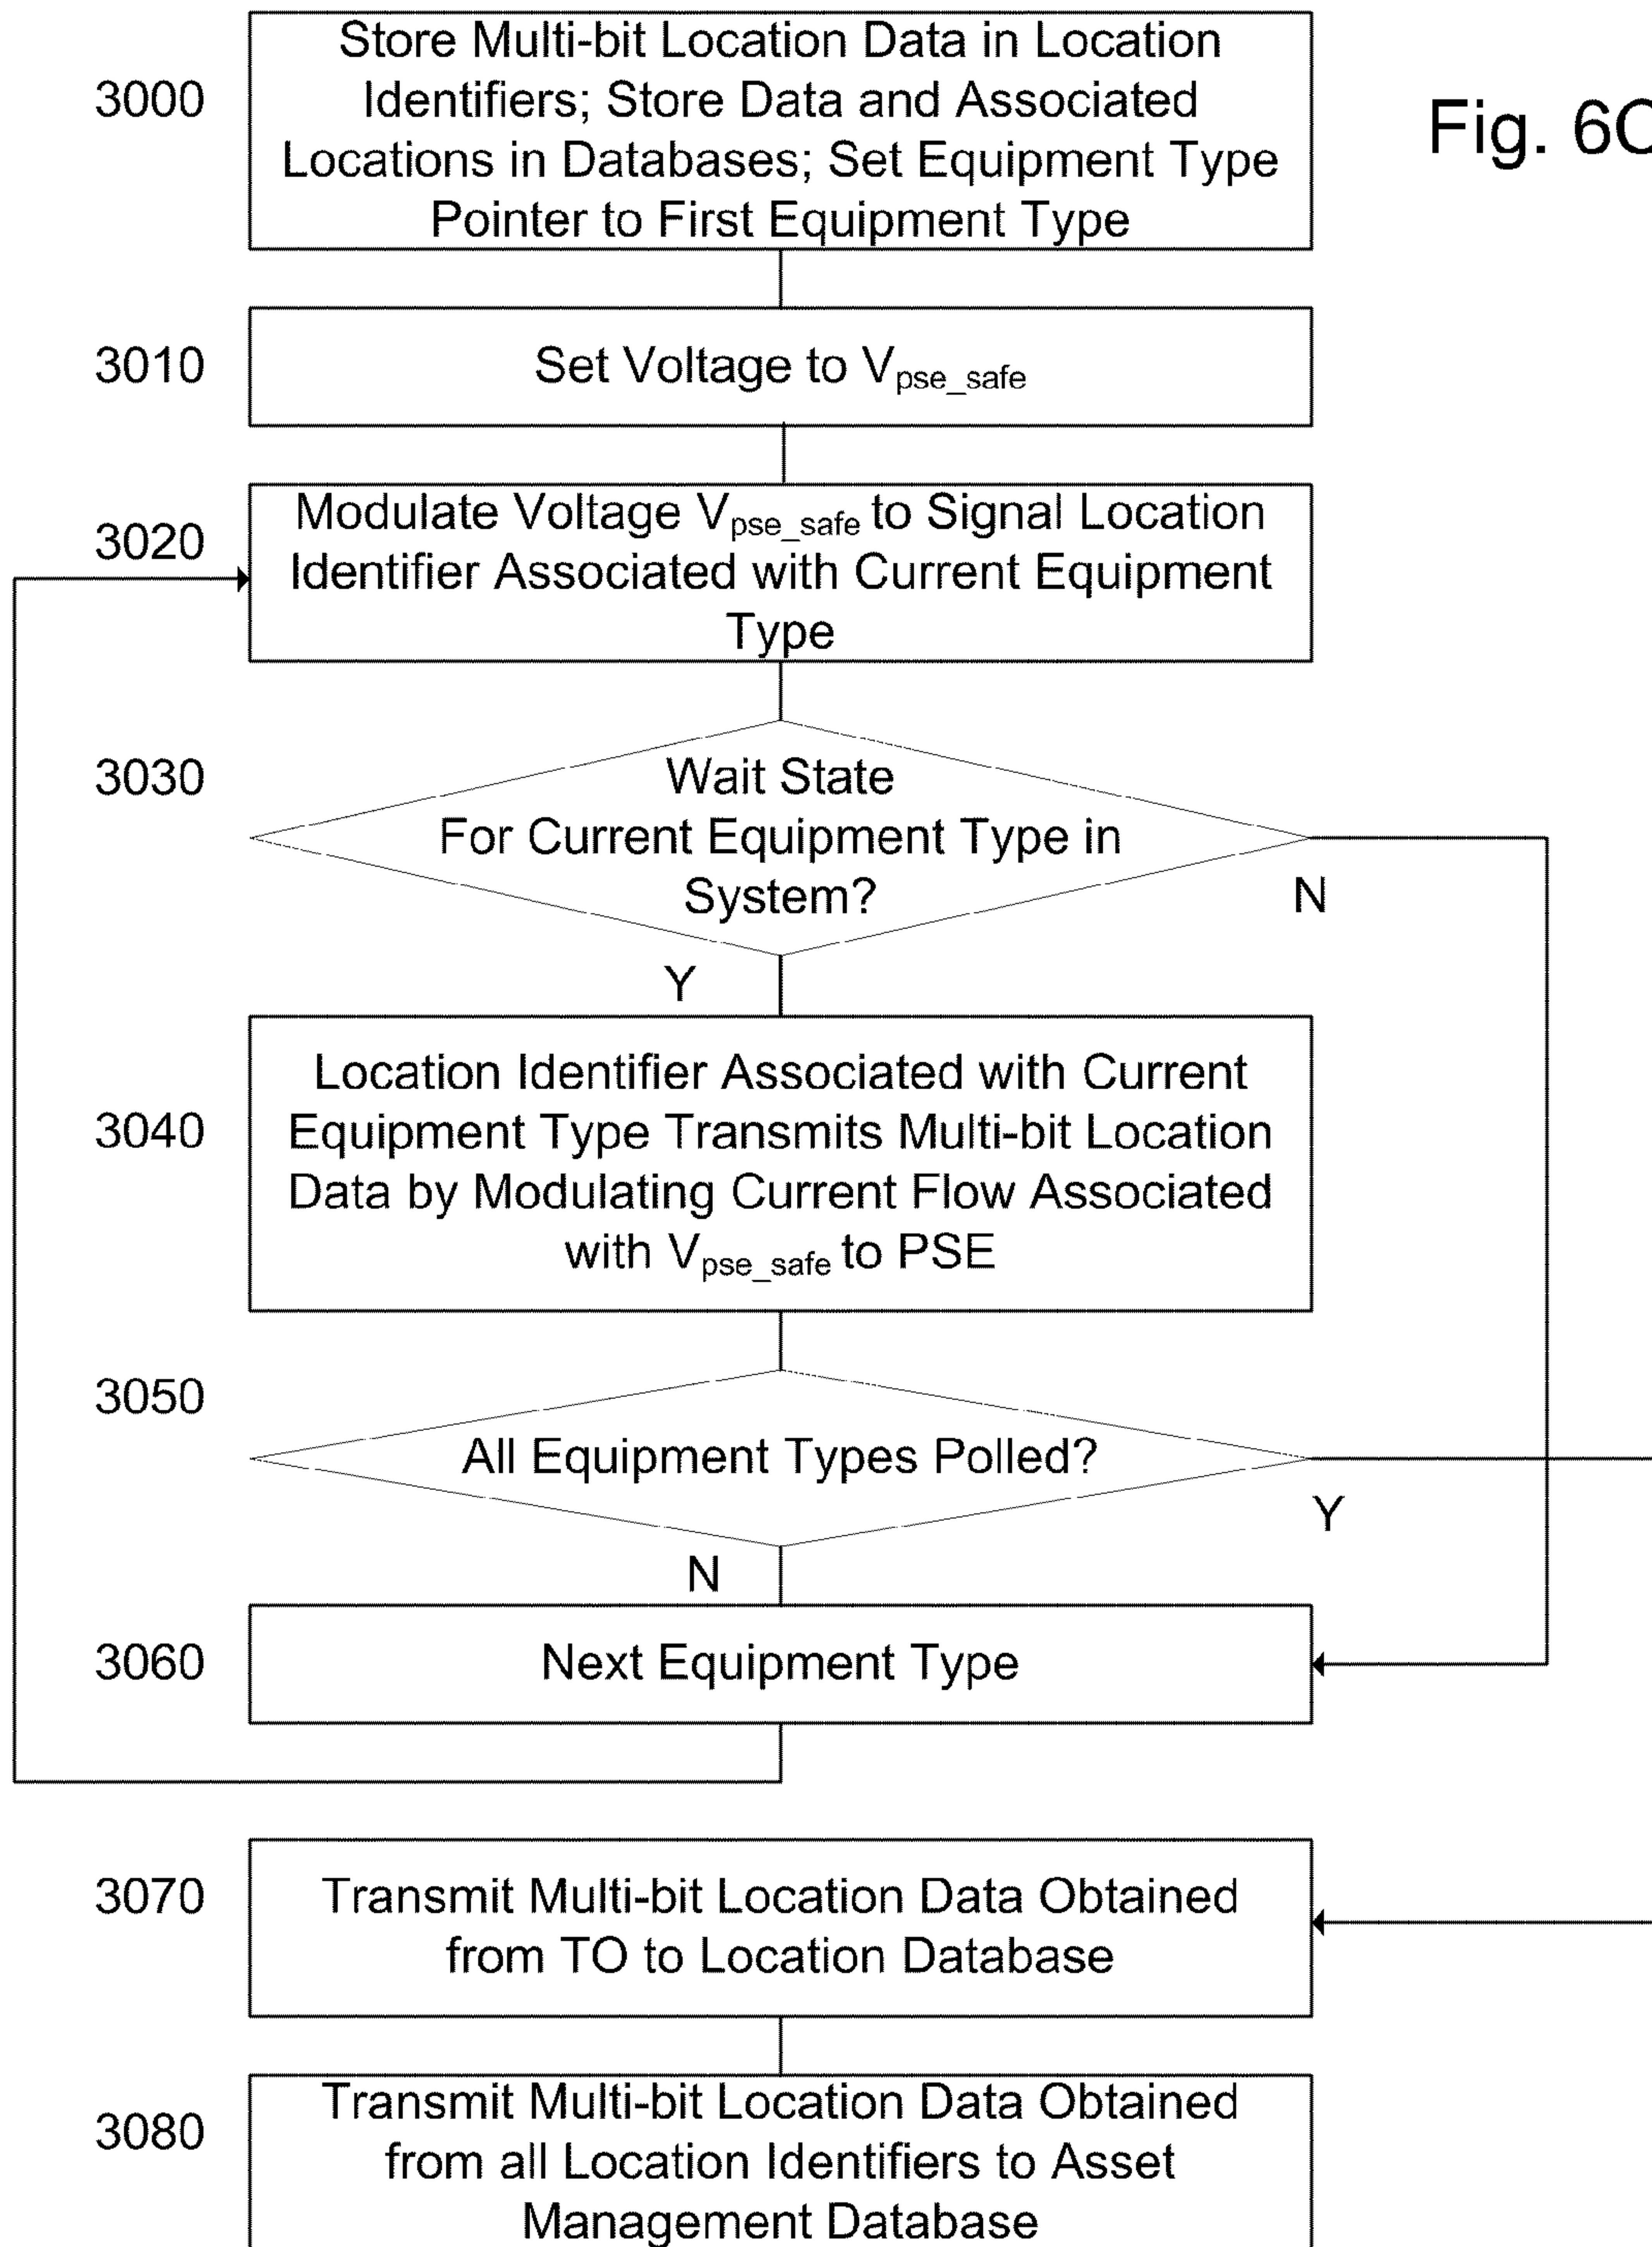 Fig. 6C
3000
Store Multi-bit Location Data in Location
Identifiers; Store Data and Associated
Locations in Databases; Set Equipment Type
Pointer to First Equipment Type
3010
Set Voltage to Vpse_safe
3020
Modulate Voltage Vpse_safe to Signal Location
Identifier Associated with Current Equipment
Type
3030
Wait State
For Current Equipment Type in
System?
N
Y
3040
Location Identifier Associated with Current
Equipment Type Transmits Multi-bit Location
Data by Modulating Current Flow Associated
with Vpse_safe to PSE
3050
All Equipment Types Polled?
Y
N
3060
Next Equipment Type
3070
Transmit Multi-bit Location Data Obtained
from TO to Location Database
3080
Transmit Multi-bit Location Data Obtained
from all Location Identifiers to Asset
Management Database